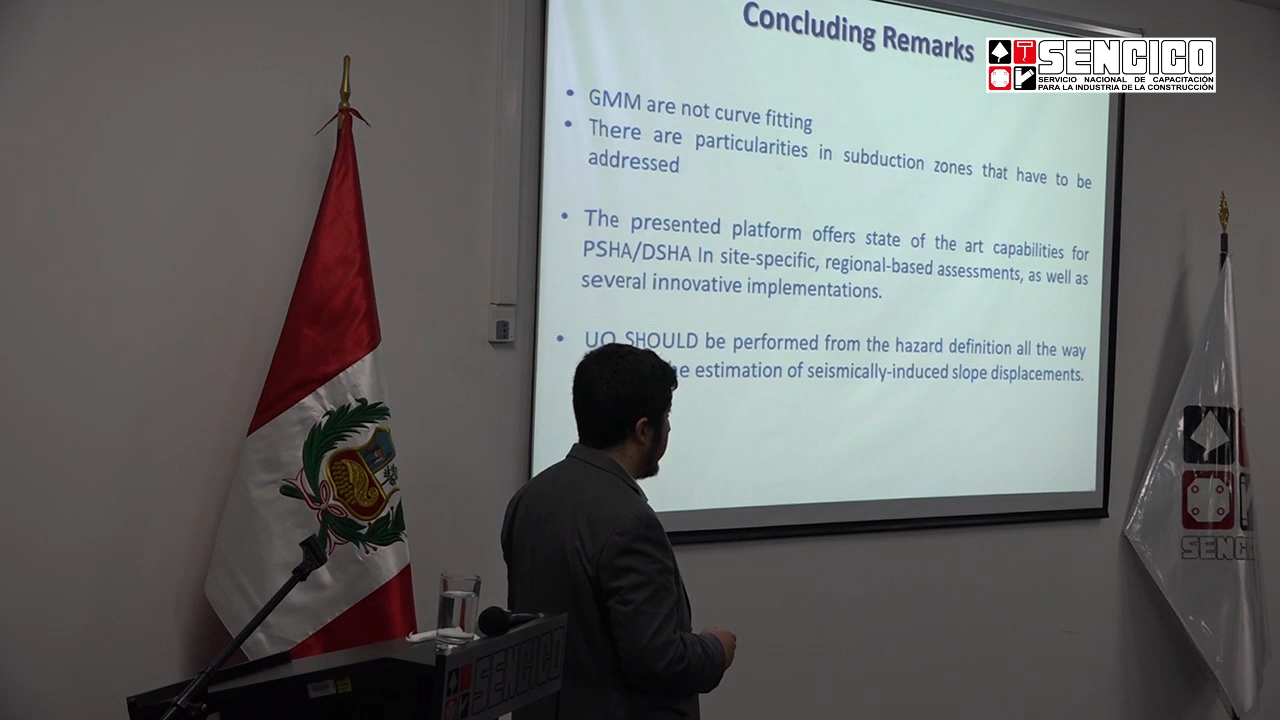 Concluding Remarks
SENCICO
SERVICIO NACIONAL DE CAPACITACIÓN
PARA LA INDUSTRIA DE LA CONSTRUCCIÓN
• GMM are not curve fitting
• There are particularities in subduction zones that have to be
addressed
• The presented platform offers state of the art capabilities for
PSHA/DSHA In site-specific, regional-based assessments, as well as
several innovative implementations.
• UQ SHOULD be performed from the hazard definition all the way
estimation of seismically-induced slope displacements.
SENCICO